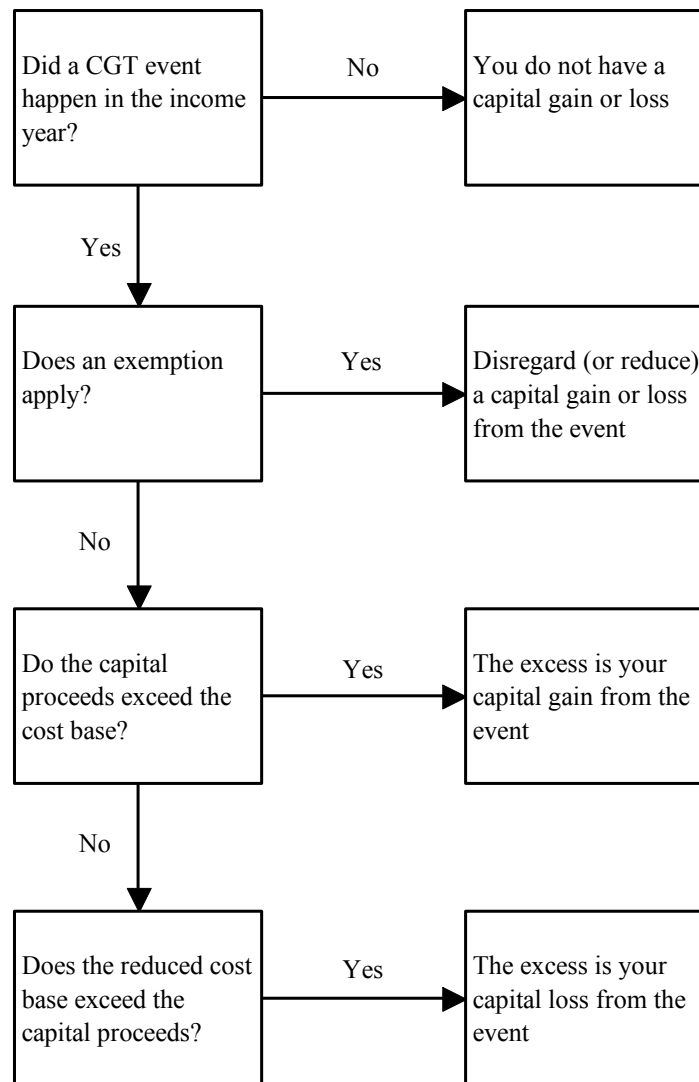 Did a CGT event
happen in the income
year?
No
You do not have a
capital gain or loss
Yes
Does an exemption
apply?
Yes
Disregard (or reduce)
a capital gain or loss
from the event
No
Do the capital
proceeds exceed the
cost base?
Yes
The excess is your
capital gain from the
event
No
Does the reduced cost
base exceed the
capital proceeds?
Yes
The excess is your
capital loss from the
event